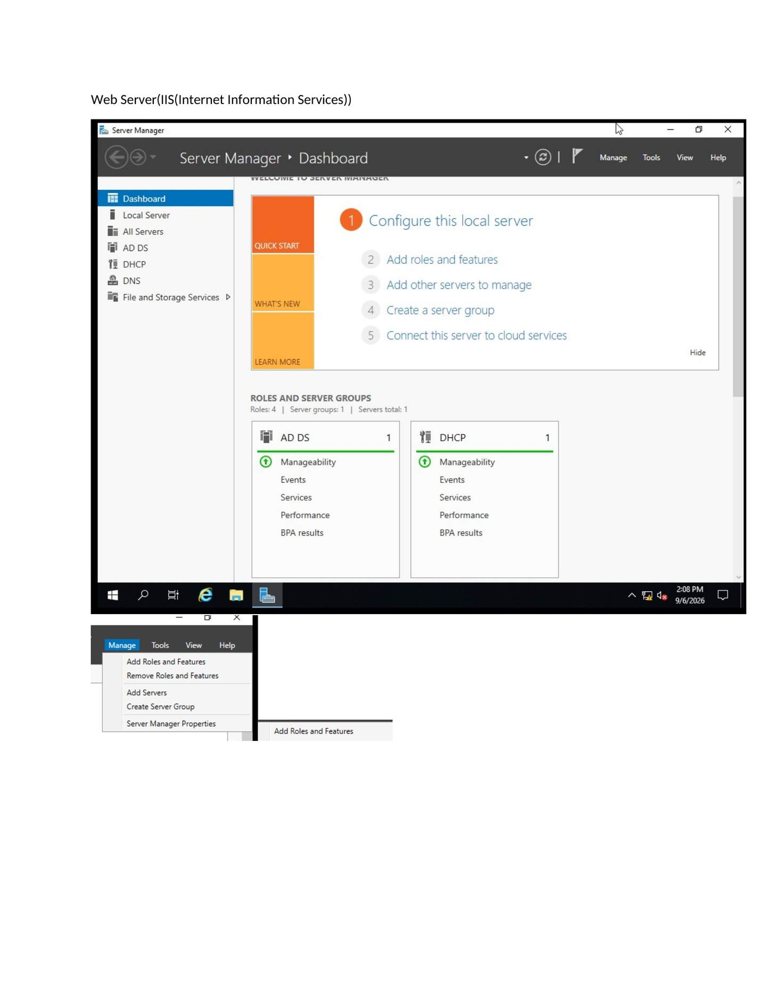 Web Server(IIS(Internet Information Services))
Server Manager
Server Manager ‣ Dashboard
Manage Tools View Help
WELCOME TO SERVER MANAGER
Dashboard
Local Server
All Servers
AD DS
DHCP
DNS
File and Storage Services
QUICK START
WHAT'S NEW
LEARN MORE
1 Configure this local server
2 Add roles and features
3 Add other servers to manage
4 Create a server group
5 Connect this server to cloud services
Hide
ROLES AND SERVER GROUPS
Roles: 4 | Server groups: 1 | Servers total: 1
AD DS 1
Manageability
Events
Services
Performance
BPA results
DHCP 1
Manageability
Events
Services
Performance
BPA results
2:08 PM
9/6/2026
Manage Tools View Help
Add Roles and Features
Remove Roles and Features
Add Servers
Create Server Group
Server Manager Properties
Add Roles and Features